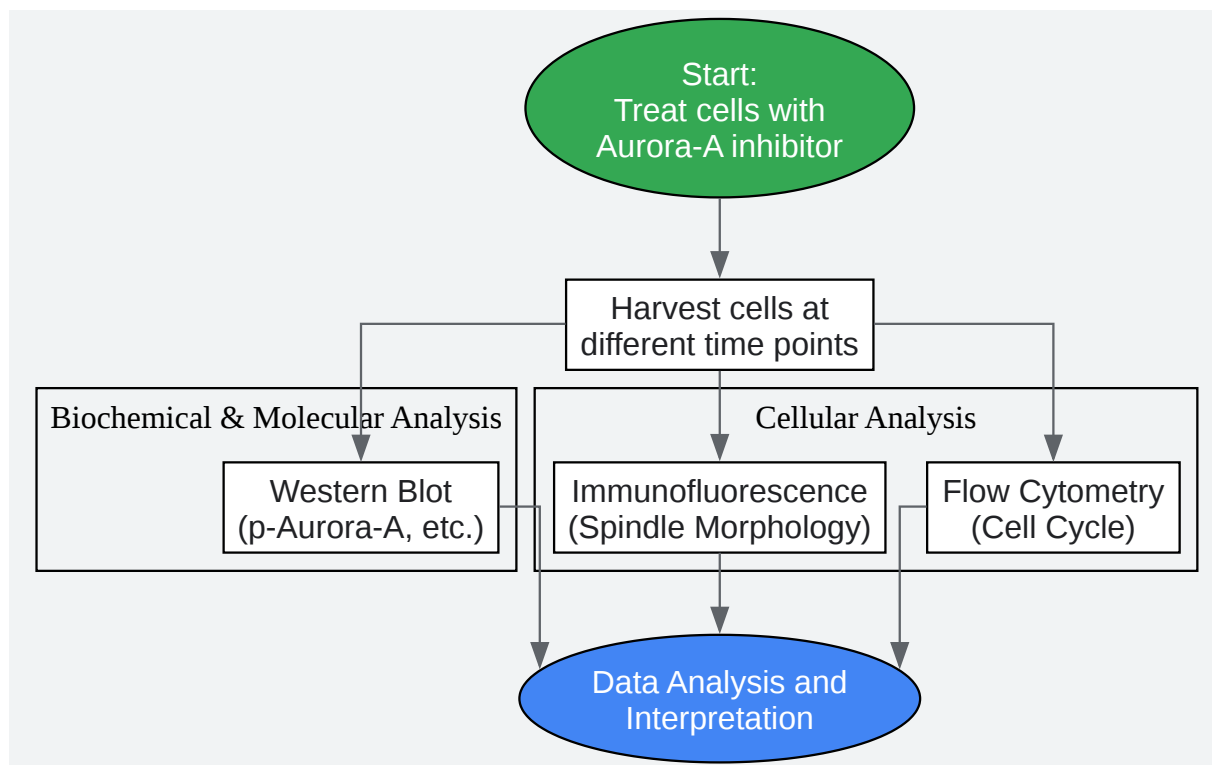 Start:
Treat cells with
Aurora-A inhibitor
Harvest cells at
different time points
Biochemical & Molecular Analysis
Cellular Analysis
Western Blot
(p-Aurora-A, etc.)
Immunofluorescence
(Spindle Morphology)
Flow Cytometry
(Cell Cycle)
Data Analysis and
Interpretation